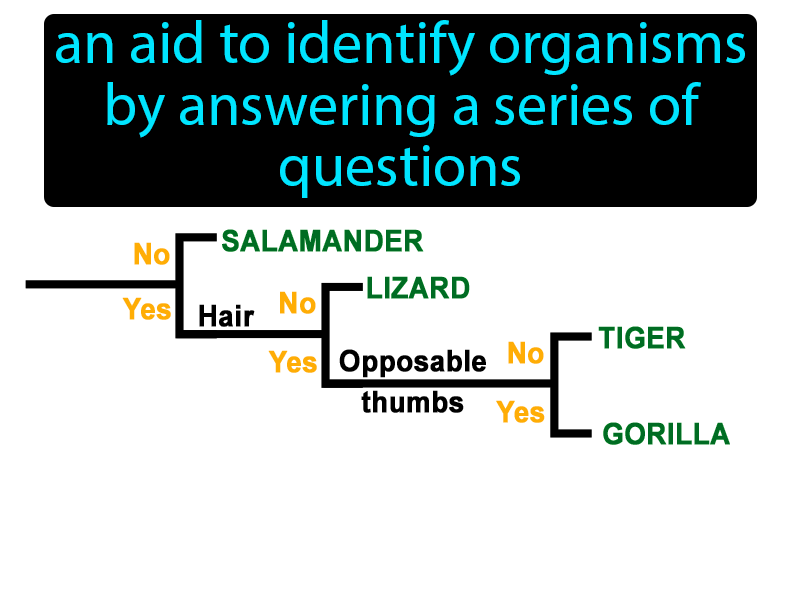 an aid to identify organisms
by answering a series of
questions
No
SALAMANDER
Yes
Hair
No
LIZARD
Yes
Opposable
thumbs
No
TIGER
Yes
GORILLA